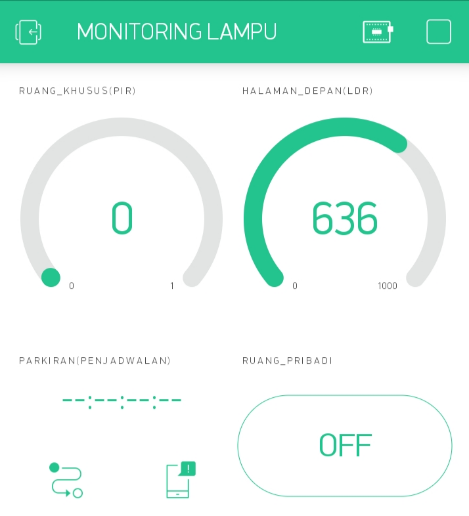 MONITORING LAMPU
RUANG_KHUSUS(PIR)
HALAMAN_DEPAN(LDR)
0
636
0
1
0
1000
PARKIRAN(PENJADWALAN)
RUANG_PRIBADI
--:--:--:--
OFF
!